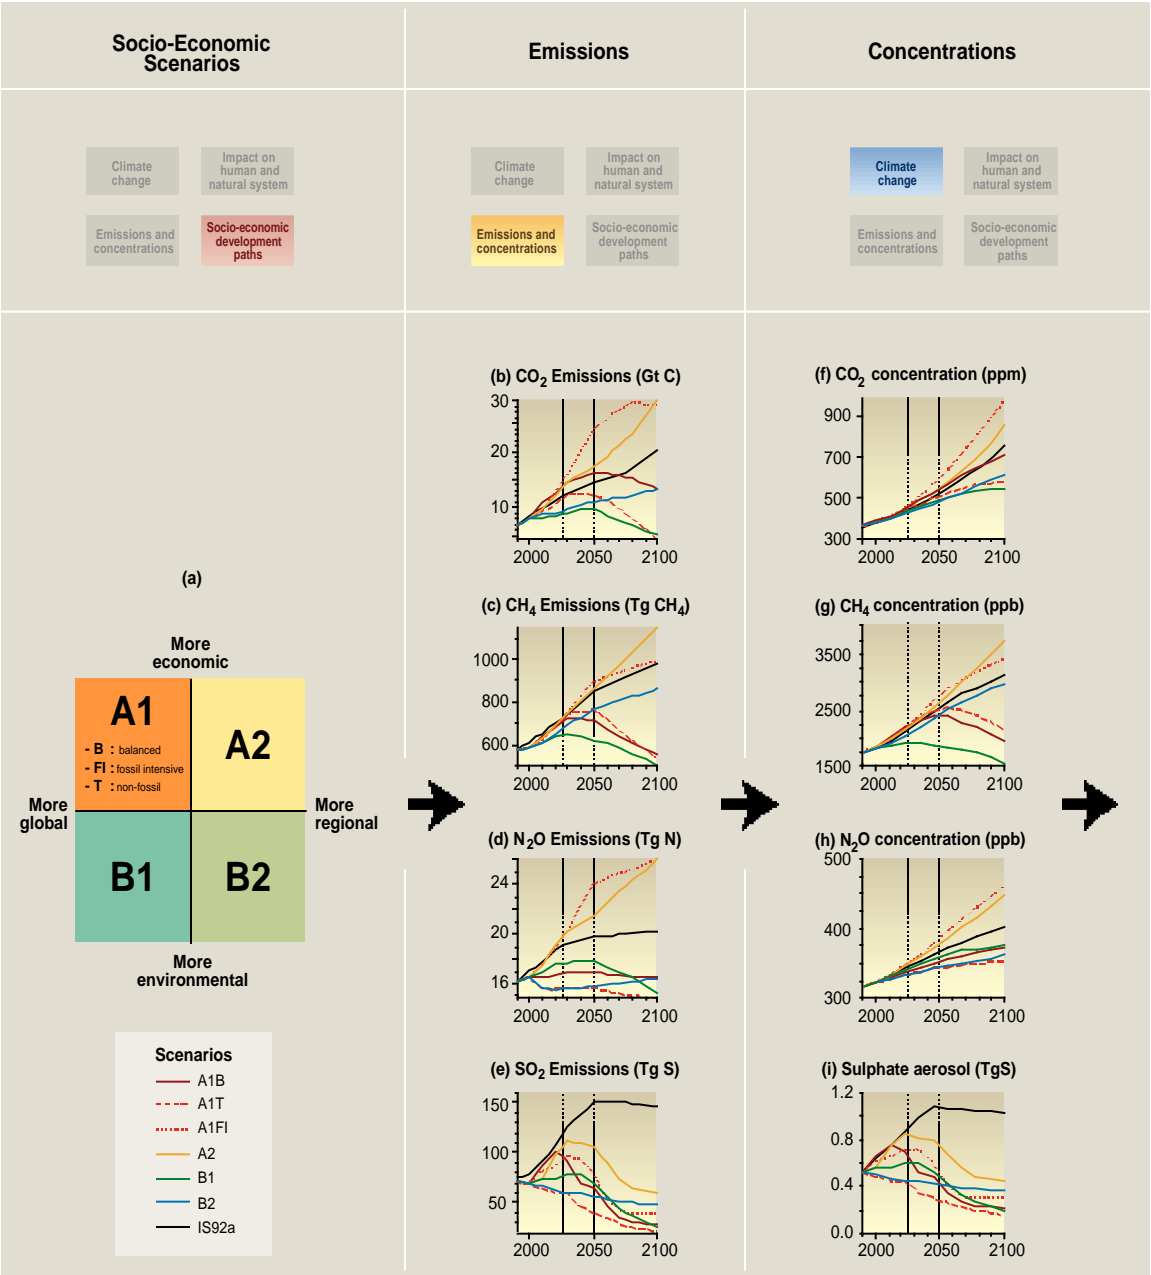 Socio-Economic
Scenarios
Emissions
Concentrations
Climate
change
Impact on
human and
natural system
Emissions and
concentrations
Socio-economic
development
paths
Climate
change
Impact on
human and
natural system
Emissions and
concentrations
Socio-economic
development
paths
Climate
change
Impact on
human and
natural system
Emissions and
concentrations
Socio-economic
development
paths
(a)
More
economic
A1
- B : balanced
- FI : fossil intensive
- T : non-fossil
A2
More
global
More
regional
B1
B2
More
environmental
Scenarios
A1B
A1T
A1FI
A2
B1
B2
IS92a
(b) CO2 Emissions (Gt C)
30
20
10
2000 2050 2100
(c) CH4 Emissions (Tg CH4)
1000
800
600
(d) N2O Emissions (Tg N)
24
20
16
2000 2050 2100
(e) SO2 Emissions (Tg S)
150
100
50
2000 2050 2100
(f) CO2 concentration (ppm)
900
700
500
300
2000 2050 2100
(g) CH4 concentration (ppb)
3500
2500
1500
(h) N2O concentration (ppb)
500
400
300
2000 2050 2100
(i) Sulphate aerosol (TgS)
1.2
0.8
0.4
0.0
2000 2050 2100